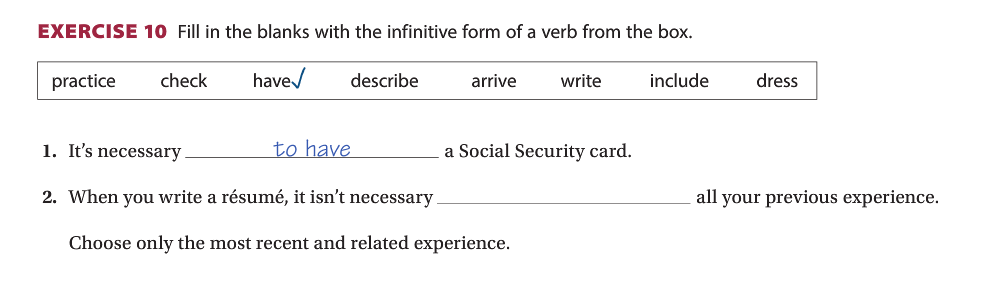 EXERCISE 10 Fill in the blanks with the infinitive form of a verb from the box.
practice check have✓ describe arrive write include dress
1. It's necessary to have a Social Security card.
2. When you write a résumé, it isn't necessary ____________ all your previous experience.
Choose only the most recent and related experience.